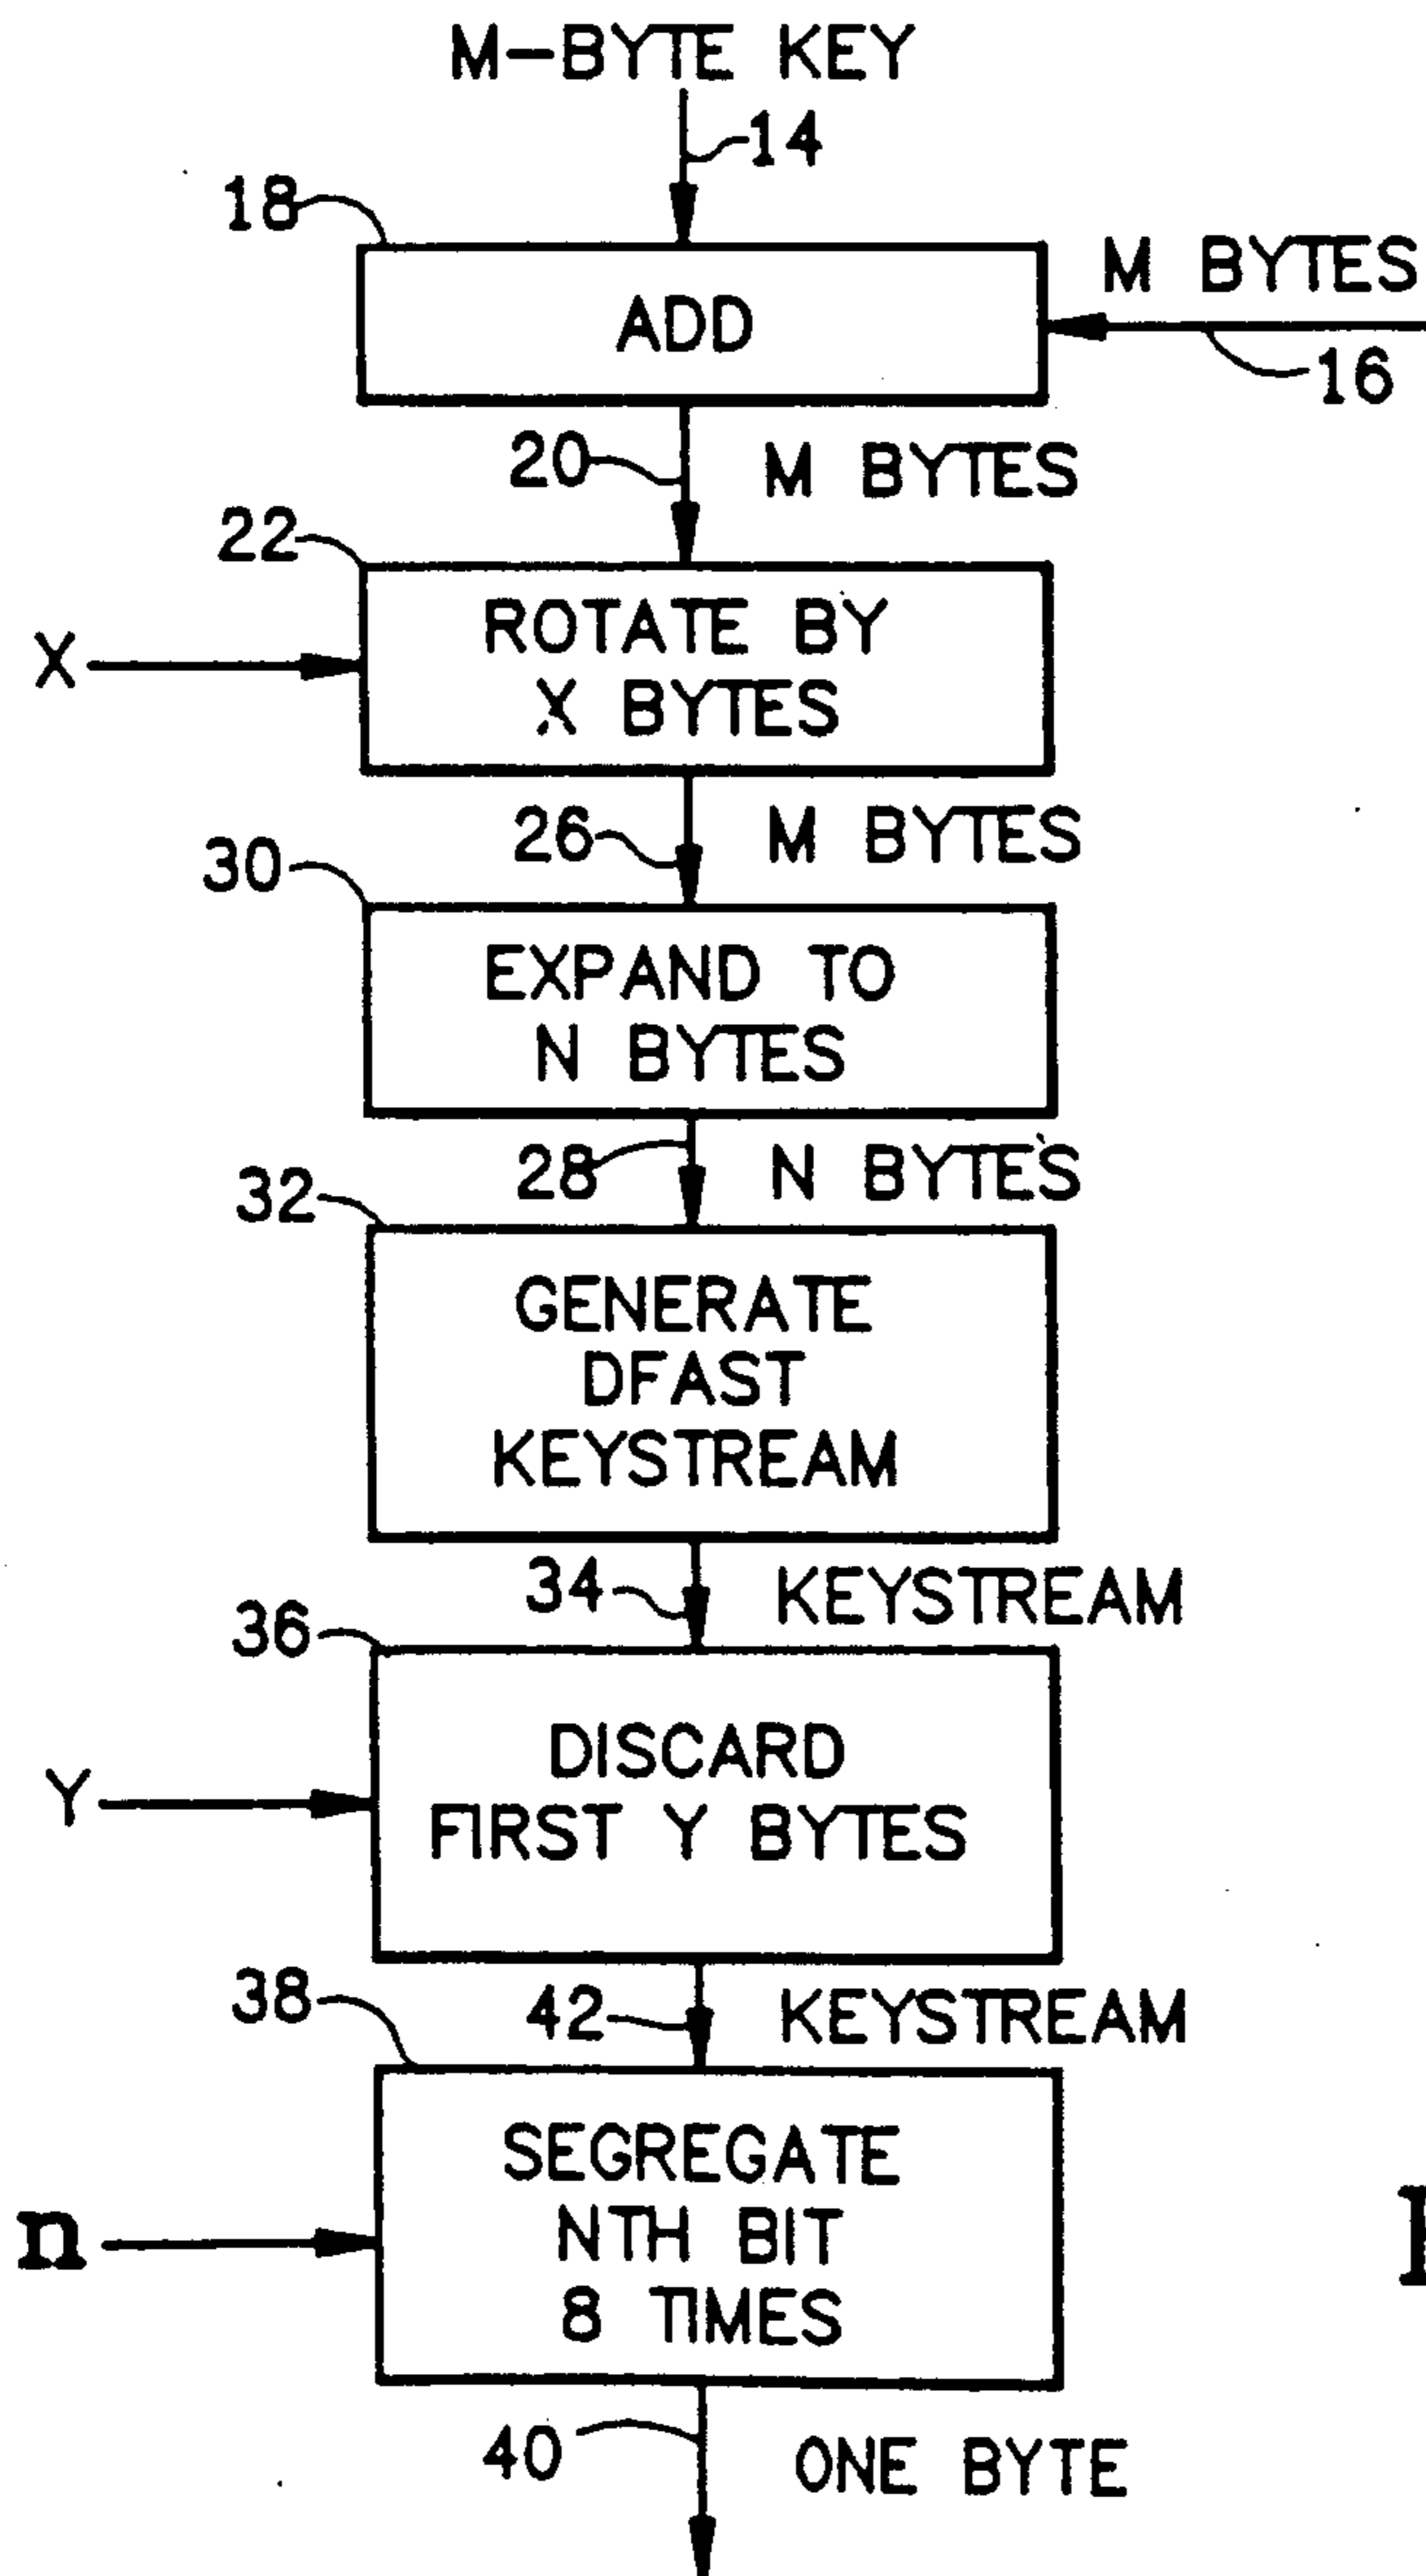 M-BYTE KEY
14
18
M BYTES
ADD
16
20
M BYTES
22
ROTATE BY
X
X BYTES
26
M BYTES
30
EXPAND TO
N BYTES
28
N BYTES
32
GENERATE
DFAST
KEYSTREAM
34
KEYSTREAM
36
DISCARD
Y
FIRST Y BYTES
38
42
KEYSTREAM
SEGREGATE
n
NTH BIT
8 TIMES
40
ONE BYTE